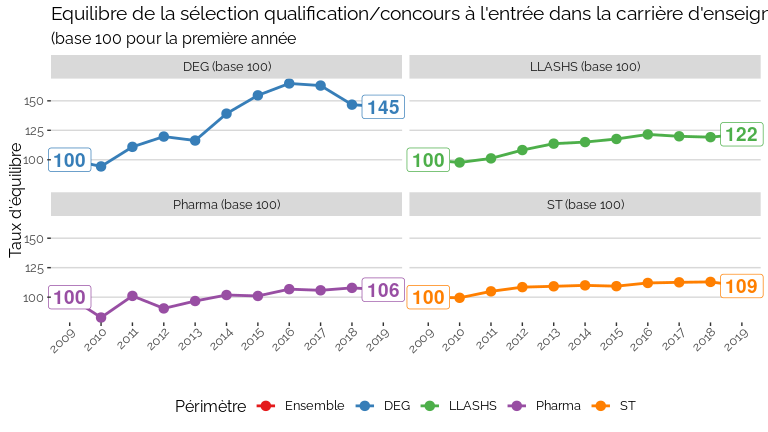 Equilibre de la sélection qualification/concours à l'entrée dans la carrière d'enseigr
(base 100 pour la première année
DEG (base 100)
LLASHS (base 100)
Taux d'équilibre
150
125
100
100
145
100
122
Pharma (base 100)
ST (base 100)
150
125
100
100
106
100
109
2009 2010 2011 2012 2013 2014 2015 2016 2017 2018 2019
2009 2010 2011 2012 2013 2014 2015 2016 2017 2018 2019
Périmètre Ensemble DEG LLASHS Pharma ST